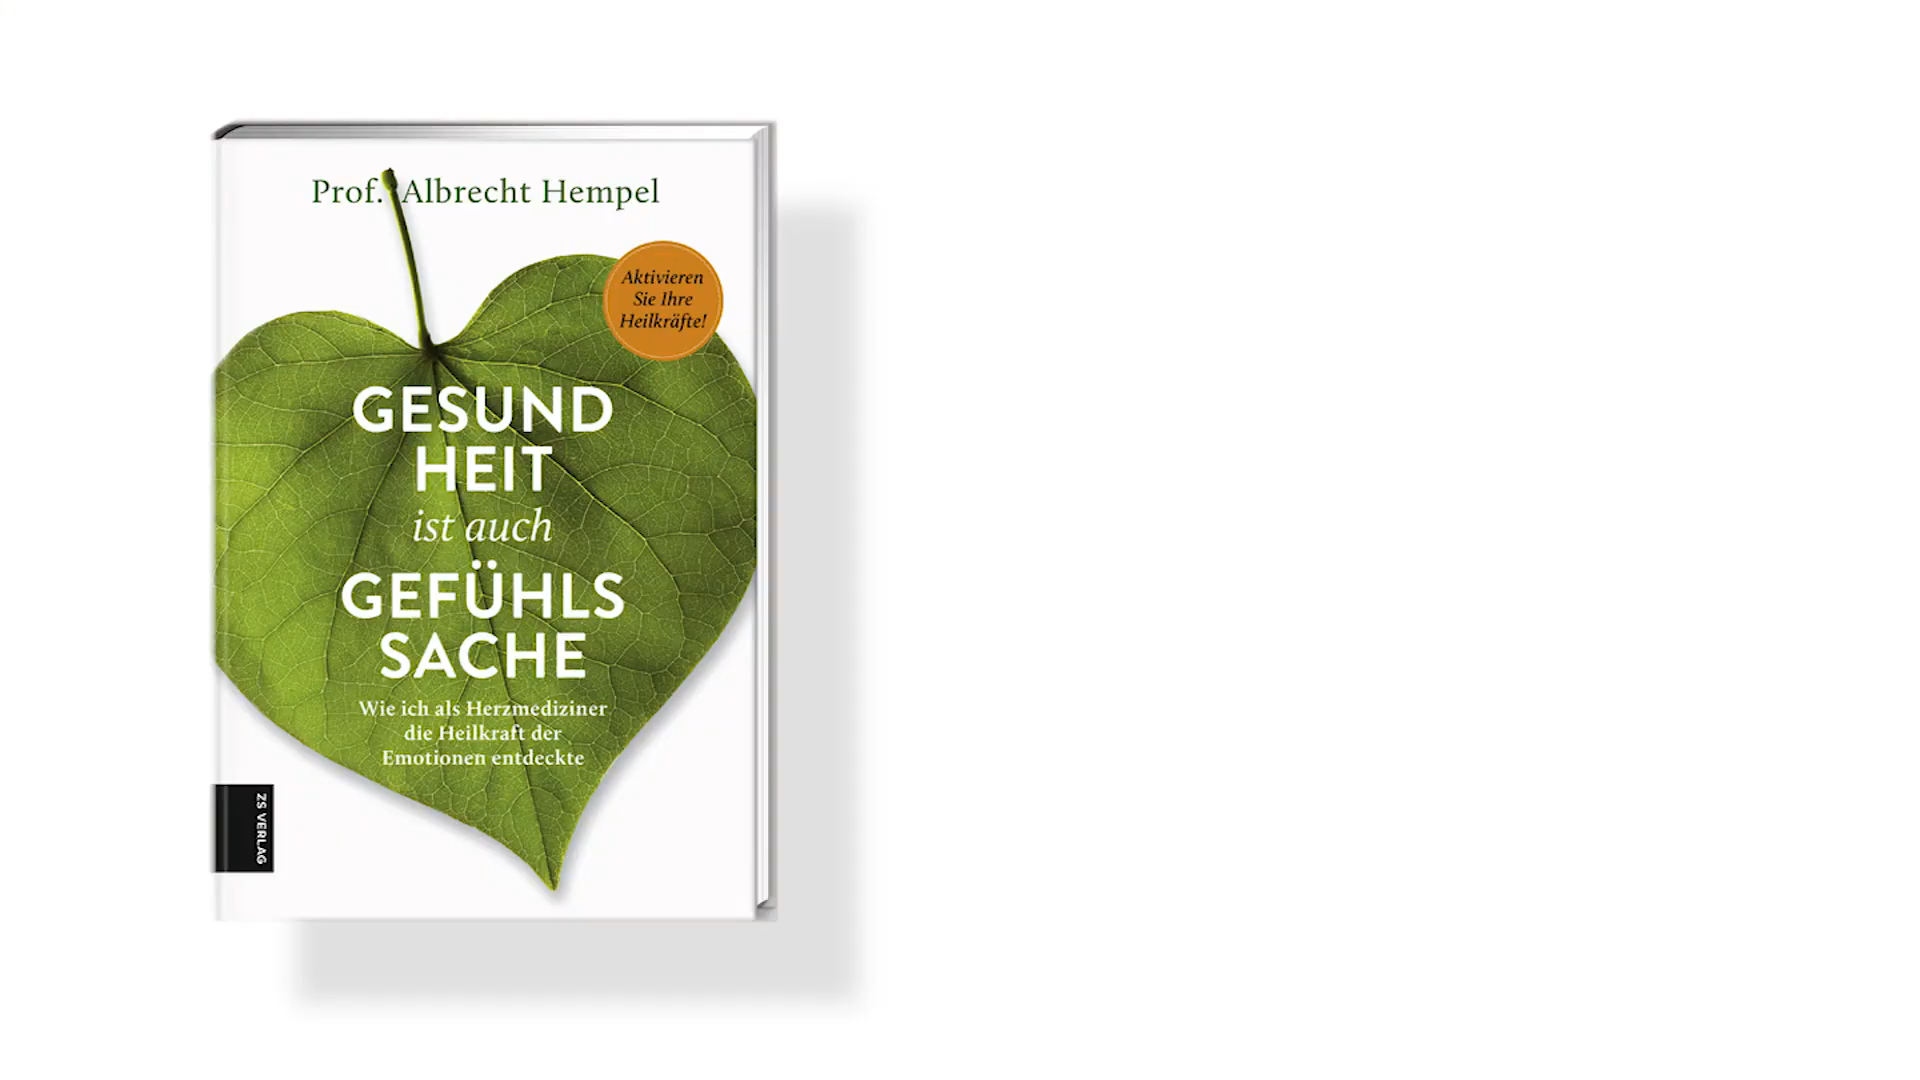 Prof. Albrecht Hempel
Aktivieren
Sie Ihre
Heilkräfte!
GESUND
HEIT
ist auch
GEFÜHLS
SACHE
Wie ich als Herzmediziner
die Heilkraft der
Emotionen entdeckte
ZS VERLAG